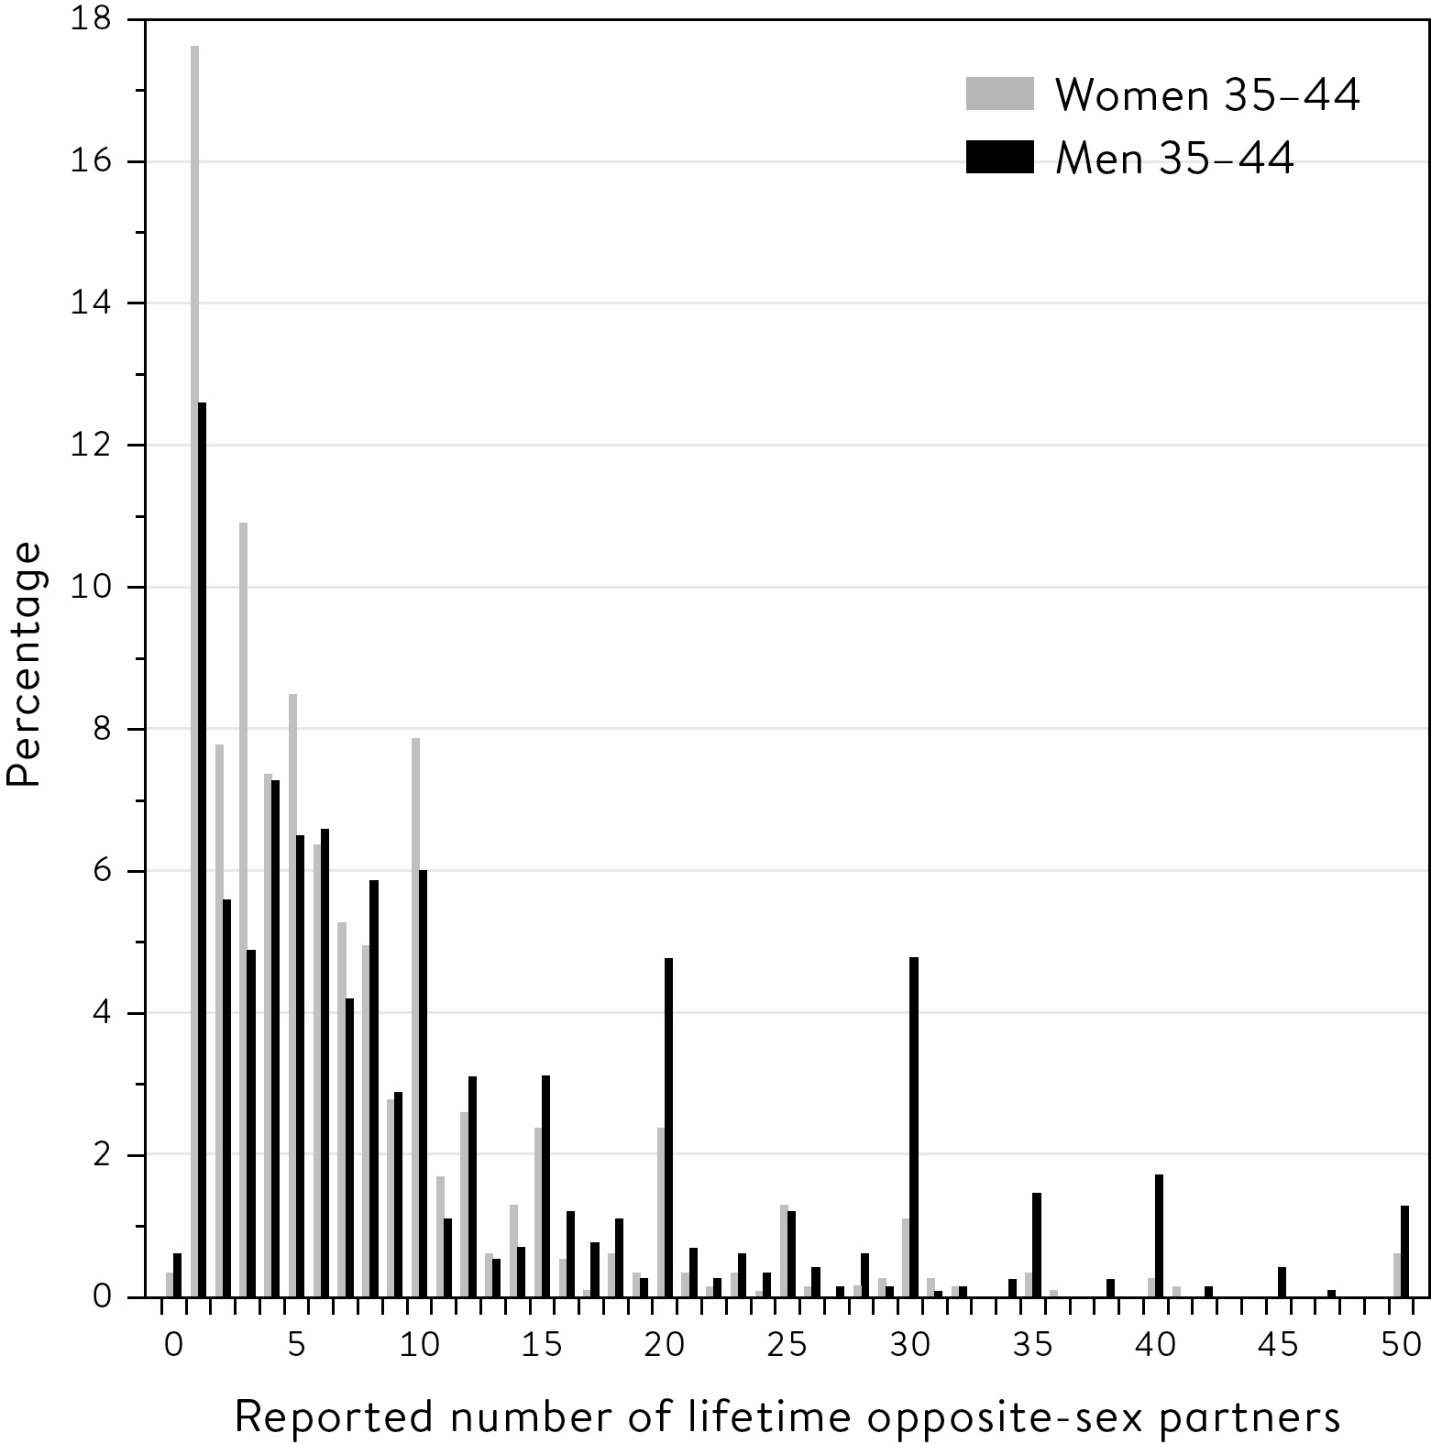 18
16
14
12
10
8
6
4
2
0
Percentage
Women 35–44
Men 35–44
0 5 10 15 20 25 30 35 40 45 50
Reported number of lifetime opposite-sex partners